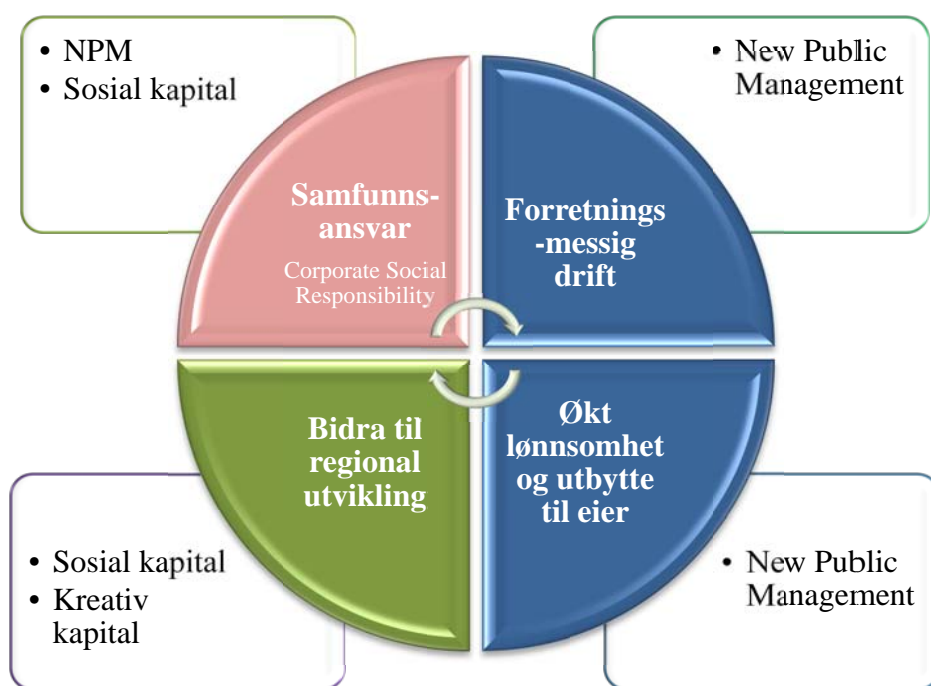 • NPM
• Sosial kapital
• New Public
Management
Samfunns-
ansvar
Corporate Social
Responsibility
Forretnings
-messig
drift
Bidra til
regional
utvikling
Økt
lønnsomhet
og utbytte
til eier
• Sosial kapital
• Kreativ
kapital
• New Public
Management